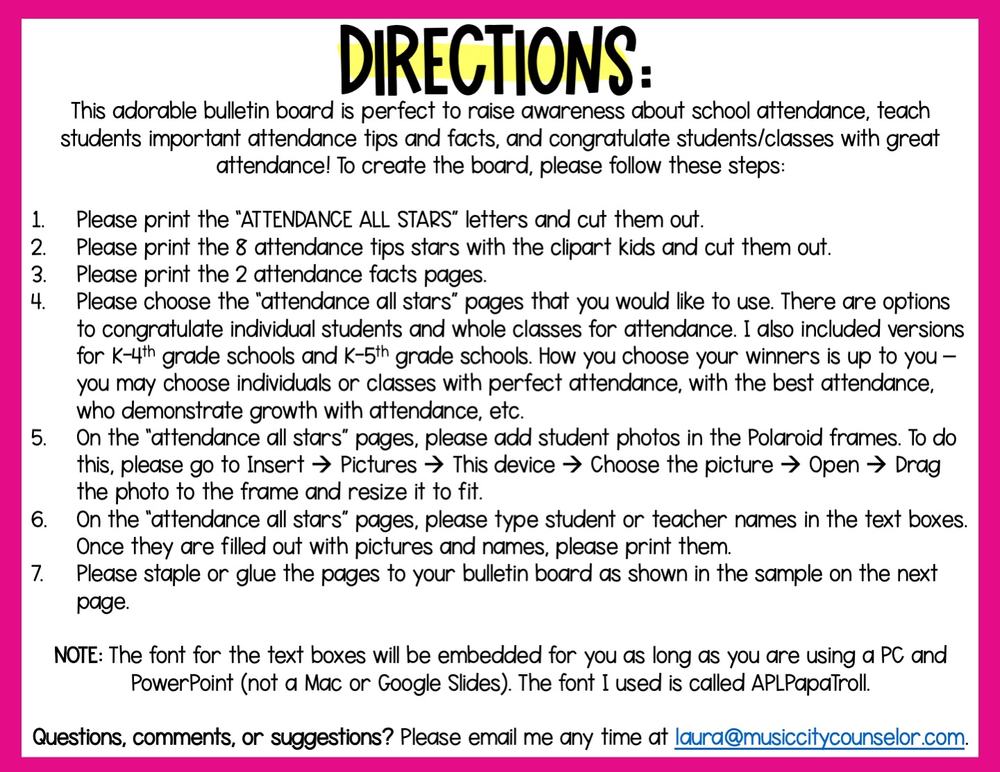 DIRECTIONS:
This adorable bulletin board is perfect to raise awareness about school attendance, teach
students important attendance tips and facts, and congratulate students/classes with great
attendance! To create the board, please follow these steps:
1. Please print the “ATTENDANCE ALL STARS” letters and cut them out.
2. Please print the 8 attendance tips stars with the clipart kids and cut them out.
3. Please print the 2 attendance facts pages.
4. Please choose the “attendance all stars” pages that you would like to use. There are options
to congratulate individual students and whole classes for attendance. I also included versions
for K-4th grade schools and K-5th grade schools. How you choose your winners is up to you –
you may choose individuals or classes with perfect attendance, with the best attendance,
who demonstrate growth with attendance, etc.
5. On the “attendance all stars” pages, please add student photos in the Polaroid frames. To do
this, please go to Insert → Pictures → This device → Choose the picture → Open → Drag
the photo to the frame and resize it to fit.
6. On the “attendance all stars” pages, please type student or teacher names in the text boxes.
Once they are filled out with pictures and names, please print them.
7. Please staple or glue the pages to your bulletin board as shown in the sample on the next
page.
NOTE: The font for the text boxes will be embedded for you as long as you are using a PC and
PowerPoint (not a Mac or Google Slides). The font I used is called APLPapaTroll.
Questions, comments, or suggestions? Please email me any time at laura@musiccitycounselor.com.